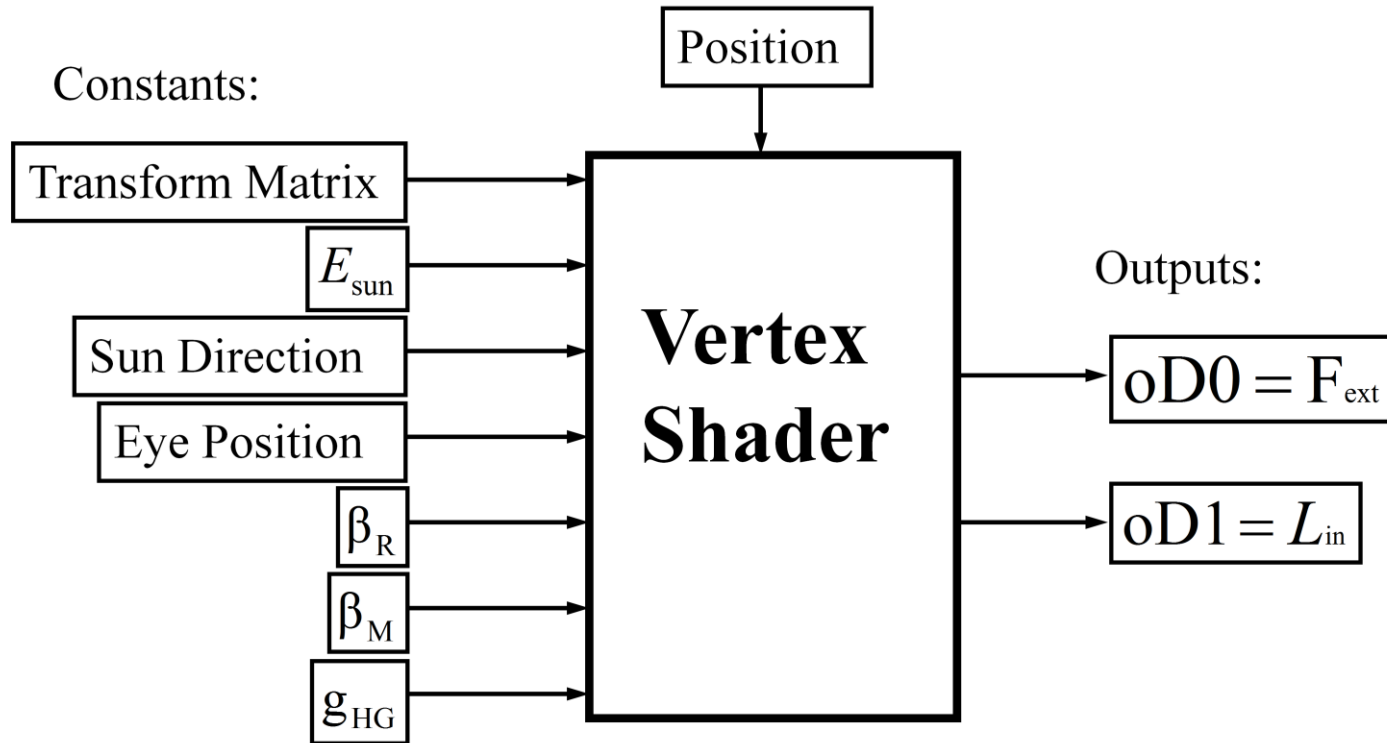 Position
Constants:
Transform Matrix
E_sun
Sun Direction
Eye Position
β_R
β_M
g_HG
Vertex
Shader
Outputs:
oD0 = F_ext
oD1 = L_in